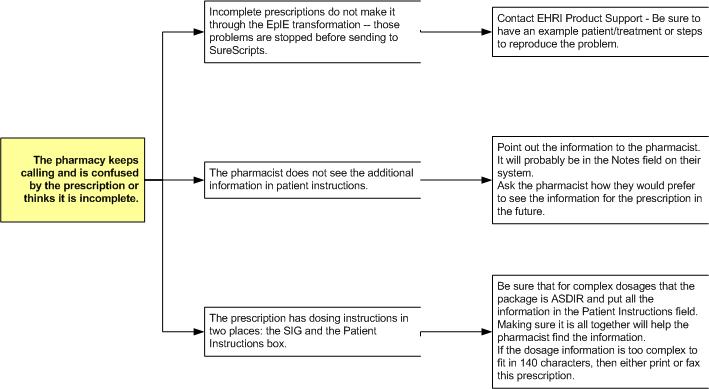 Incomplete prescriptions do not make it
through the EpIE transformation -- those
problems are stopped before sending to
SureScripts.
Contact EHRI Product Support - Be sure to
have an example patient/treatment or steps
to reproduce the problem.
The pharmacy keeps
calling and is confused
by the prescription or
thinks it is incomplete.
The pharmacist does not see the additional
information in patient instructions.
Point out the information to the pharmacist.
It will probably be in the Notes field on their
system.
Ask the pharmacist how they would prefer
to see the information for the prescription in
the future.
The prescription has dosing instructions in
two places: the SIG and the Patient
Instructions box.
Be sure that for complex dosages that the
package is ASDIR and put all the
information in the Patient Instructions field.
Making sure it is all together will help the
pharmacist find the information.
If the dosage information is too complex to
fit in 140 characters, then either print or fax
this prescription.